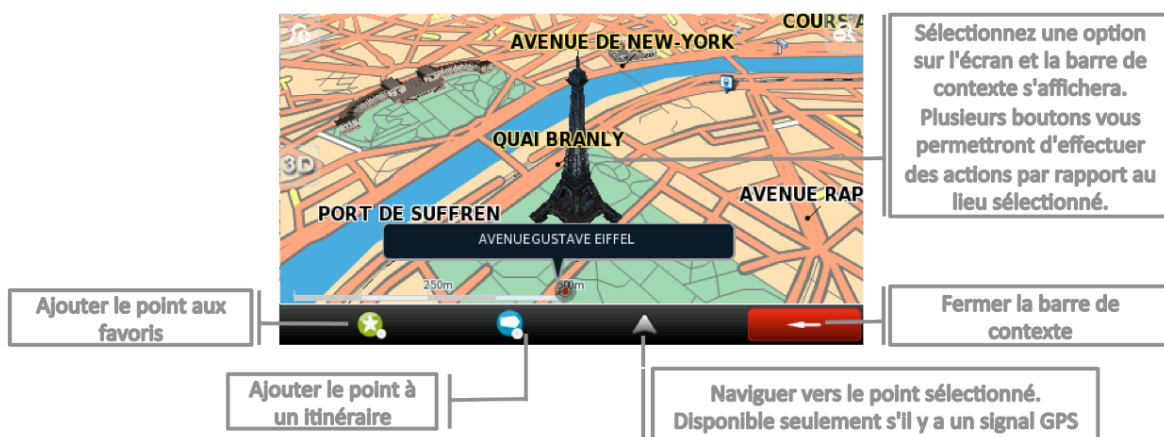 COURS A
AVENUE DE NEW-YORK
QUAI BRANLY
3D
AVENUE RAP
PORT DE SUFFREN
AVENUEGUSTAVE EIFFEL
250m
500m
Sélectionnez une option
sur l'écran et la barre de
contexte s'affichera.
Plusieurs boutons vous
permettront d'effectuer
des actions par rapport au
lieu sélectionné.
Ajouter le point aux
favoris
Fermer la barre de
contexte
Ajouter le point à
un itinéraire
Naviguer vers le point sélectionné.
Disponible seulement s'il y a un signal GPS